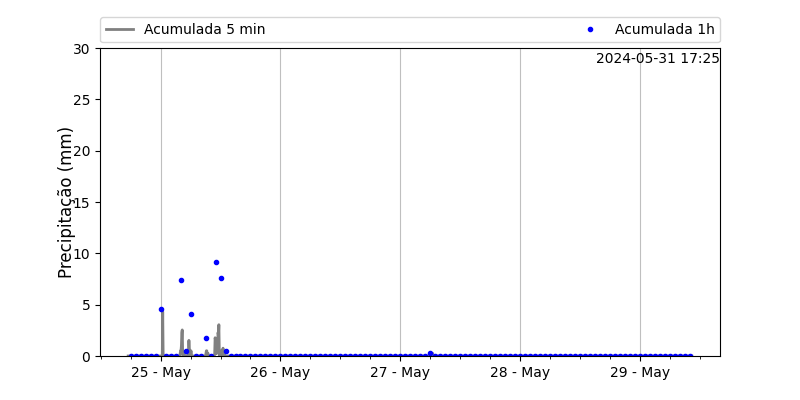 Acumulada 5 min
Acumulada 1h
2024-05-31 17:25
Precipitação (mm)
30
25
20
15
10
5
0
25 - May
26 - May
27 - May
28 - May
29 - May